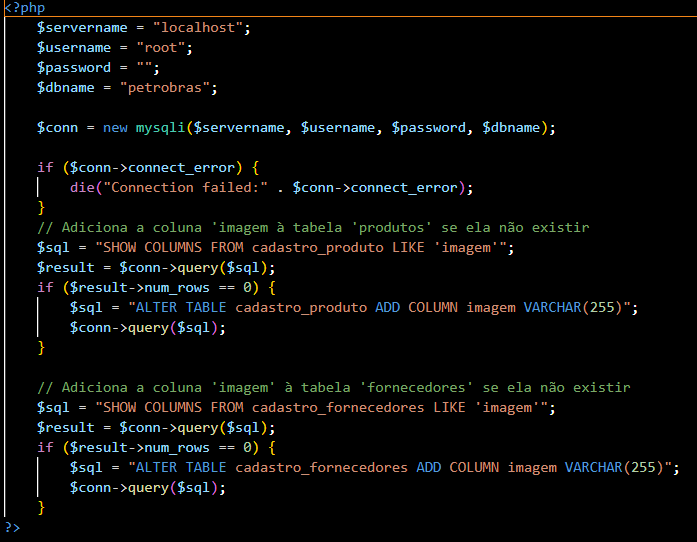 <?php
    $servername = "localhost";
    $username = "root";
    $password = "";
    $dbname = "petrobras";

    $conn = new mysqli($servername, $username, $password, $dbname);

    if ($conn->connect_error) {
        die("Connection failed:" . $conn->connect_error);
    }
    // Adiciona a coluna 'imagem à tabela 'produtos' se ela não existir
    $sql = "SHOW COLUMNS FROM cadastro_produto LIKE 'imagem'";
    $result = $conn->query($sql);
    if ($result->num_rows == 0) {
        $sql = "ALTER TABLE cadastro_produto ADD COLUMN imagem VARCHAR(255)";
        $conn->query($sql);
    }

    // Adiciona a coluna 'imagem' à tabela 'fornecedores' se ela não existir
    $sql = "SHOW COLUMNS FROM cadastro_fornecedores LIKE 'imagem'";
    $result = $conn->query($sql);
    if ($result->num_rows == 0) {
        $sql = "ALTER TABLE cadastro_fornecedores ADD COLUMN imagem VARCHAR(255)";
        $conn->query($sql);
    }
?>